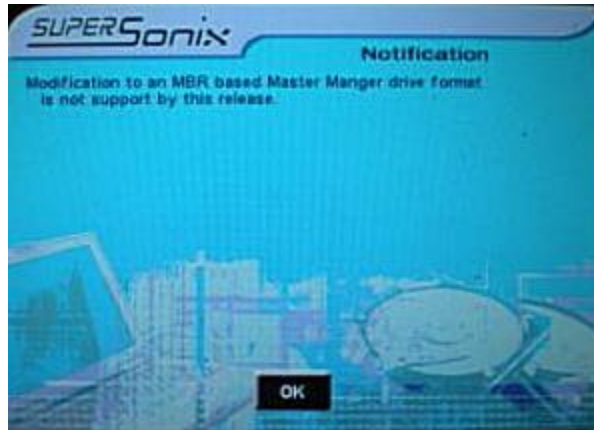 SUPERSonix
Notification
Modification to an MBR based Master Manger drive format
is not support by this release.
OK